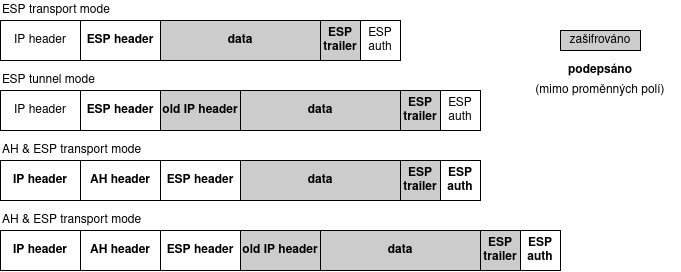 ESP transport mode
IP header ESP header data ESP trailer ESP auth
zašifrováno
podepsáno
(mimo proměnných polí)
ESP tunnel mode
IP header ESP header old IP header data ESP trailer ESP auth
AH & ESP transport mode
IP header AH header ESP header data ESP trailer ESP auth
AH & ESP transport mode
IP header AH header ESP header old IP header data ESP trailer ESP auth